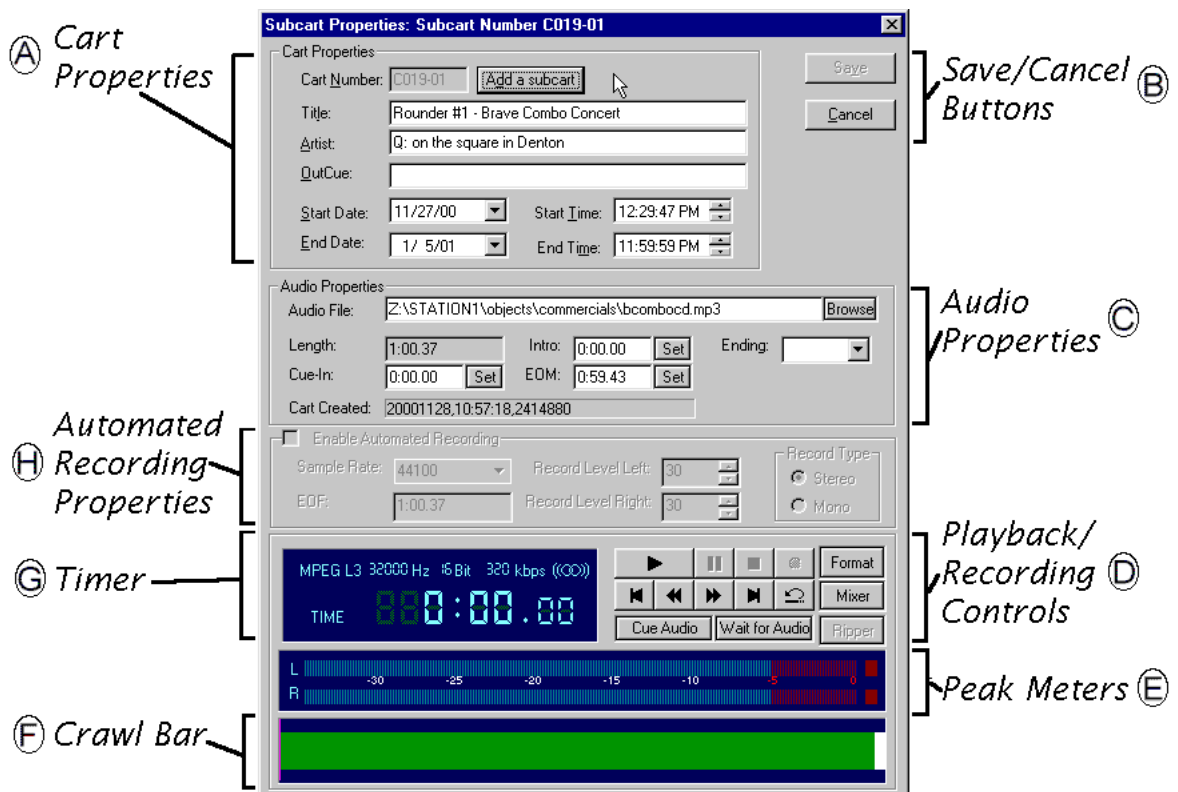 Subcart Properties: Subcart Number C019-01
A Cart Properties
Cart Properties
Cart Number: C019-01 Add a subcart
Title: Rounder #1 - Brave Combo Concert
Artist: Q: on the square in Denton
OutCue:
Start Date: 11/27/00 Start Time: 12:29:47 PM
End Date: 1/ 5/01 End Time: 11:59:59 PM
Save
Cancel
Save/Cancel Buttons B
Audio Properties
Audio File: Z:\STATION1\objects\commercials\bcombocd.mp3 Browse
Length: 1:00.37 Intro: 0:00.00 Set Ending:
Cue-In: 0:00.00 Set EOM: 0:59.43 Set
Cart Created: 20001128,10:57:18,2414880
Audio Properties C
H Automated Recording Properties
Enable Automated Recording
Sample Rate: 44100 Record Level Left: 30
EOF: 1:00.37 Record Level Right: 30
Record Type
Stereo
Mono
G Timer
MPEG L3 32000 Hz 16 Bit 320 kbps ((OO))
TIME 0:00.00
Format
Mixer
Cue Audio Wait for Audio Ripper
Playback/ Recording Controls D
L
-30 -25 -20 -15 -10 -5 0
R
Peak Meters E
F Crawl Bar